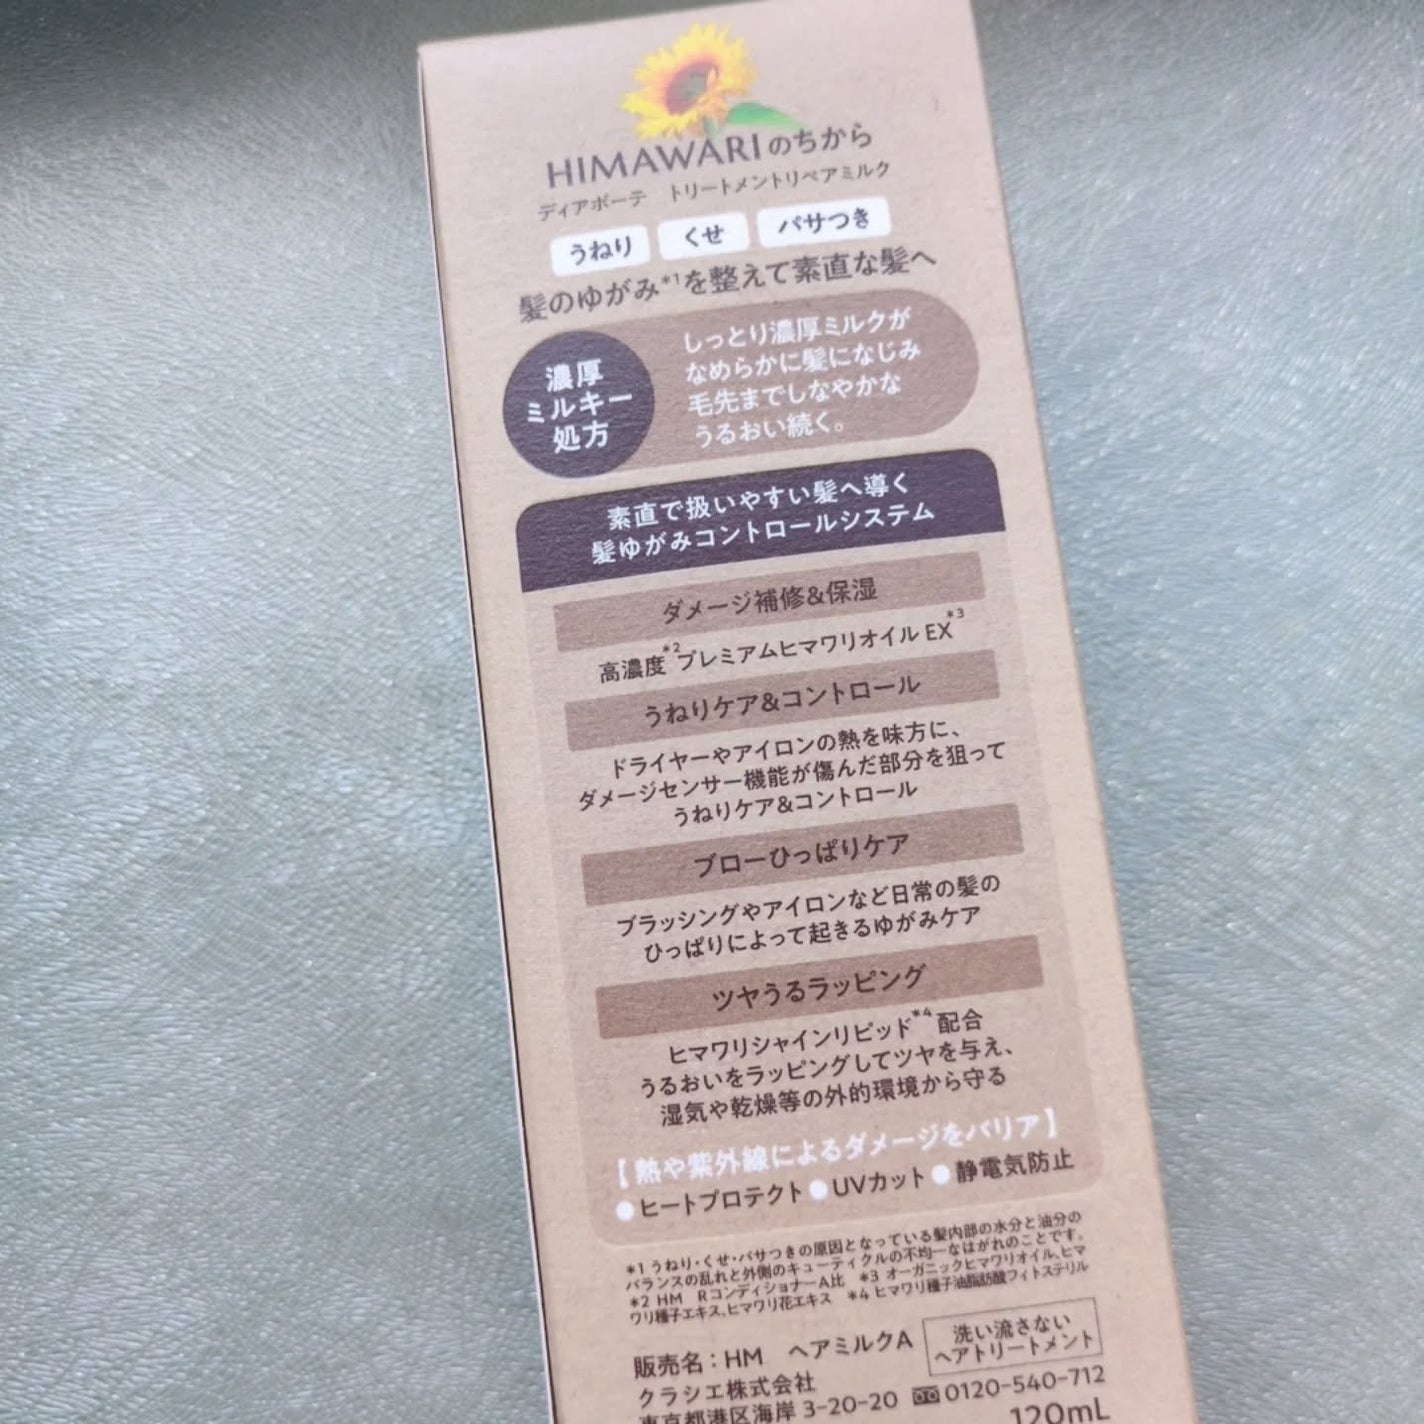 HIMAWARIのちから
ディアボーテ トリートメントリペアミルク
うねり くせ パサつき
髪のゆがみ*1を整えて素直な髪へ
濃厚
ミルキー
処方
しっとり濃厚ミルクが
なめらかに髪になじみ
毛先までしなやかな
うるおい続く。
素直で扱いやすい髪へ導く
髪ゆがみコントロールシステム
ダメージ補修&保湿
高濃度*2プレミアムヒマワリオイルEX*3
うねりケア&コントロール
ドライヤーやアイロンの熱を味方に、
ダメージセンサー機能が傷んだ部分を狙って
うねりケア&コントロール
ブローひっぱりケア
ブラッシングやアイロンなど日常の髪の
ひっぱりによって起きるゆがみケア
ツヤうるラッピング
ヒマワリシャインリピッド*4配合
うるおいをラッピングしてツヤを与え、
湿気や乾燥等の外的環境から守る
【熱や紫外線によるダメージをバリア】
●ヒートプロテクト●UVカット●静電気防止
*1 うねり・くせ・パサつきの原因となっている髪内部の水分と油分の
バランスの乱れと外側のキューティクルの不均一なはがれのことです。
*2 HM RコンディショナーA比 *3 オーガニックヒマワリオイル、ヒマ
ワリ種子エキス、ヒマワリ花エキス *4 ヒマワリ種子油脂肪酸フィトステリル
販売名：HM ヘアミルクA
洗い流さない
ヘアトリートメント
クラシエ株式会社
東京都港区海岸 3-20-20 0120-540-712
120mL